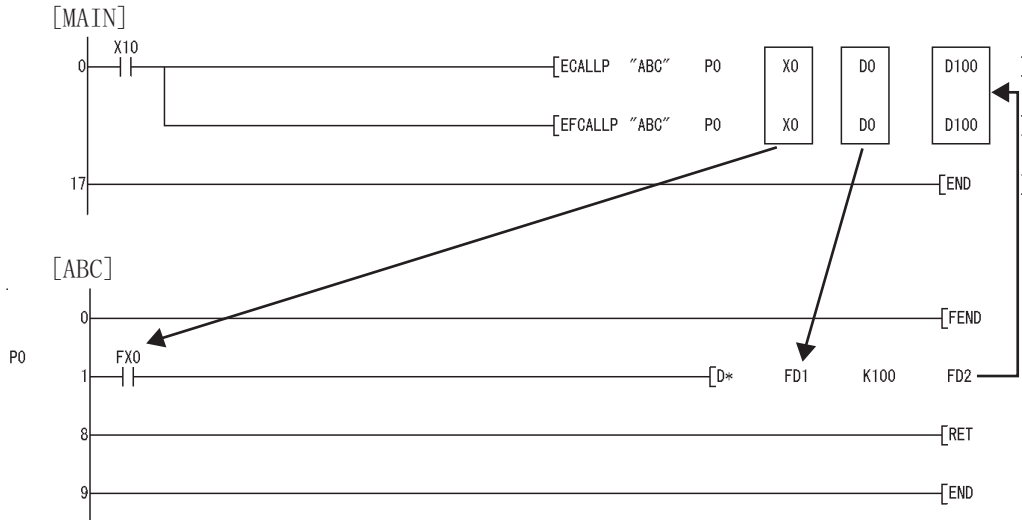 [MAIN]
X10
0 [ECALLP "ABC" P0 X0 D0 D100 ]
[EFCALLP "ABC" P0 X0 D0 D100 ]
17 [END ]
[ABC]
0 [FEND
P0 FX0
1 [D* FD1 K100 FD2
8 [RET
9 [END